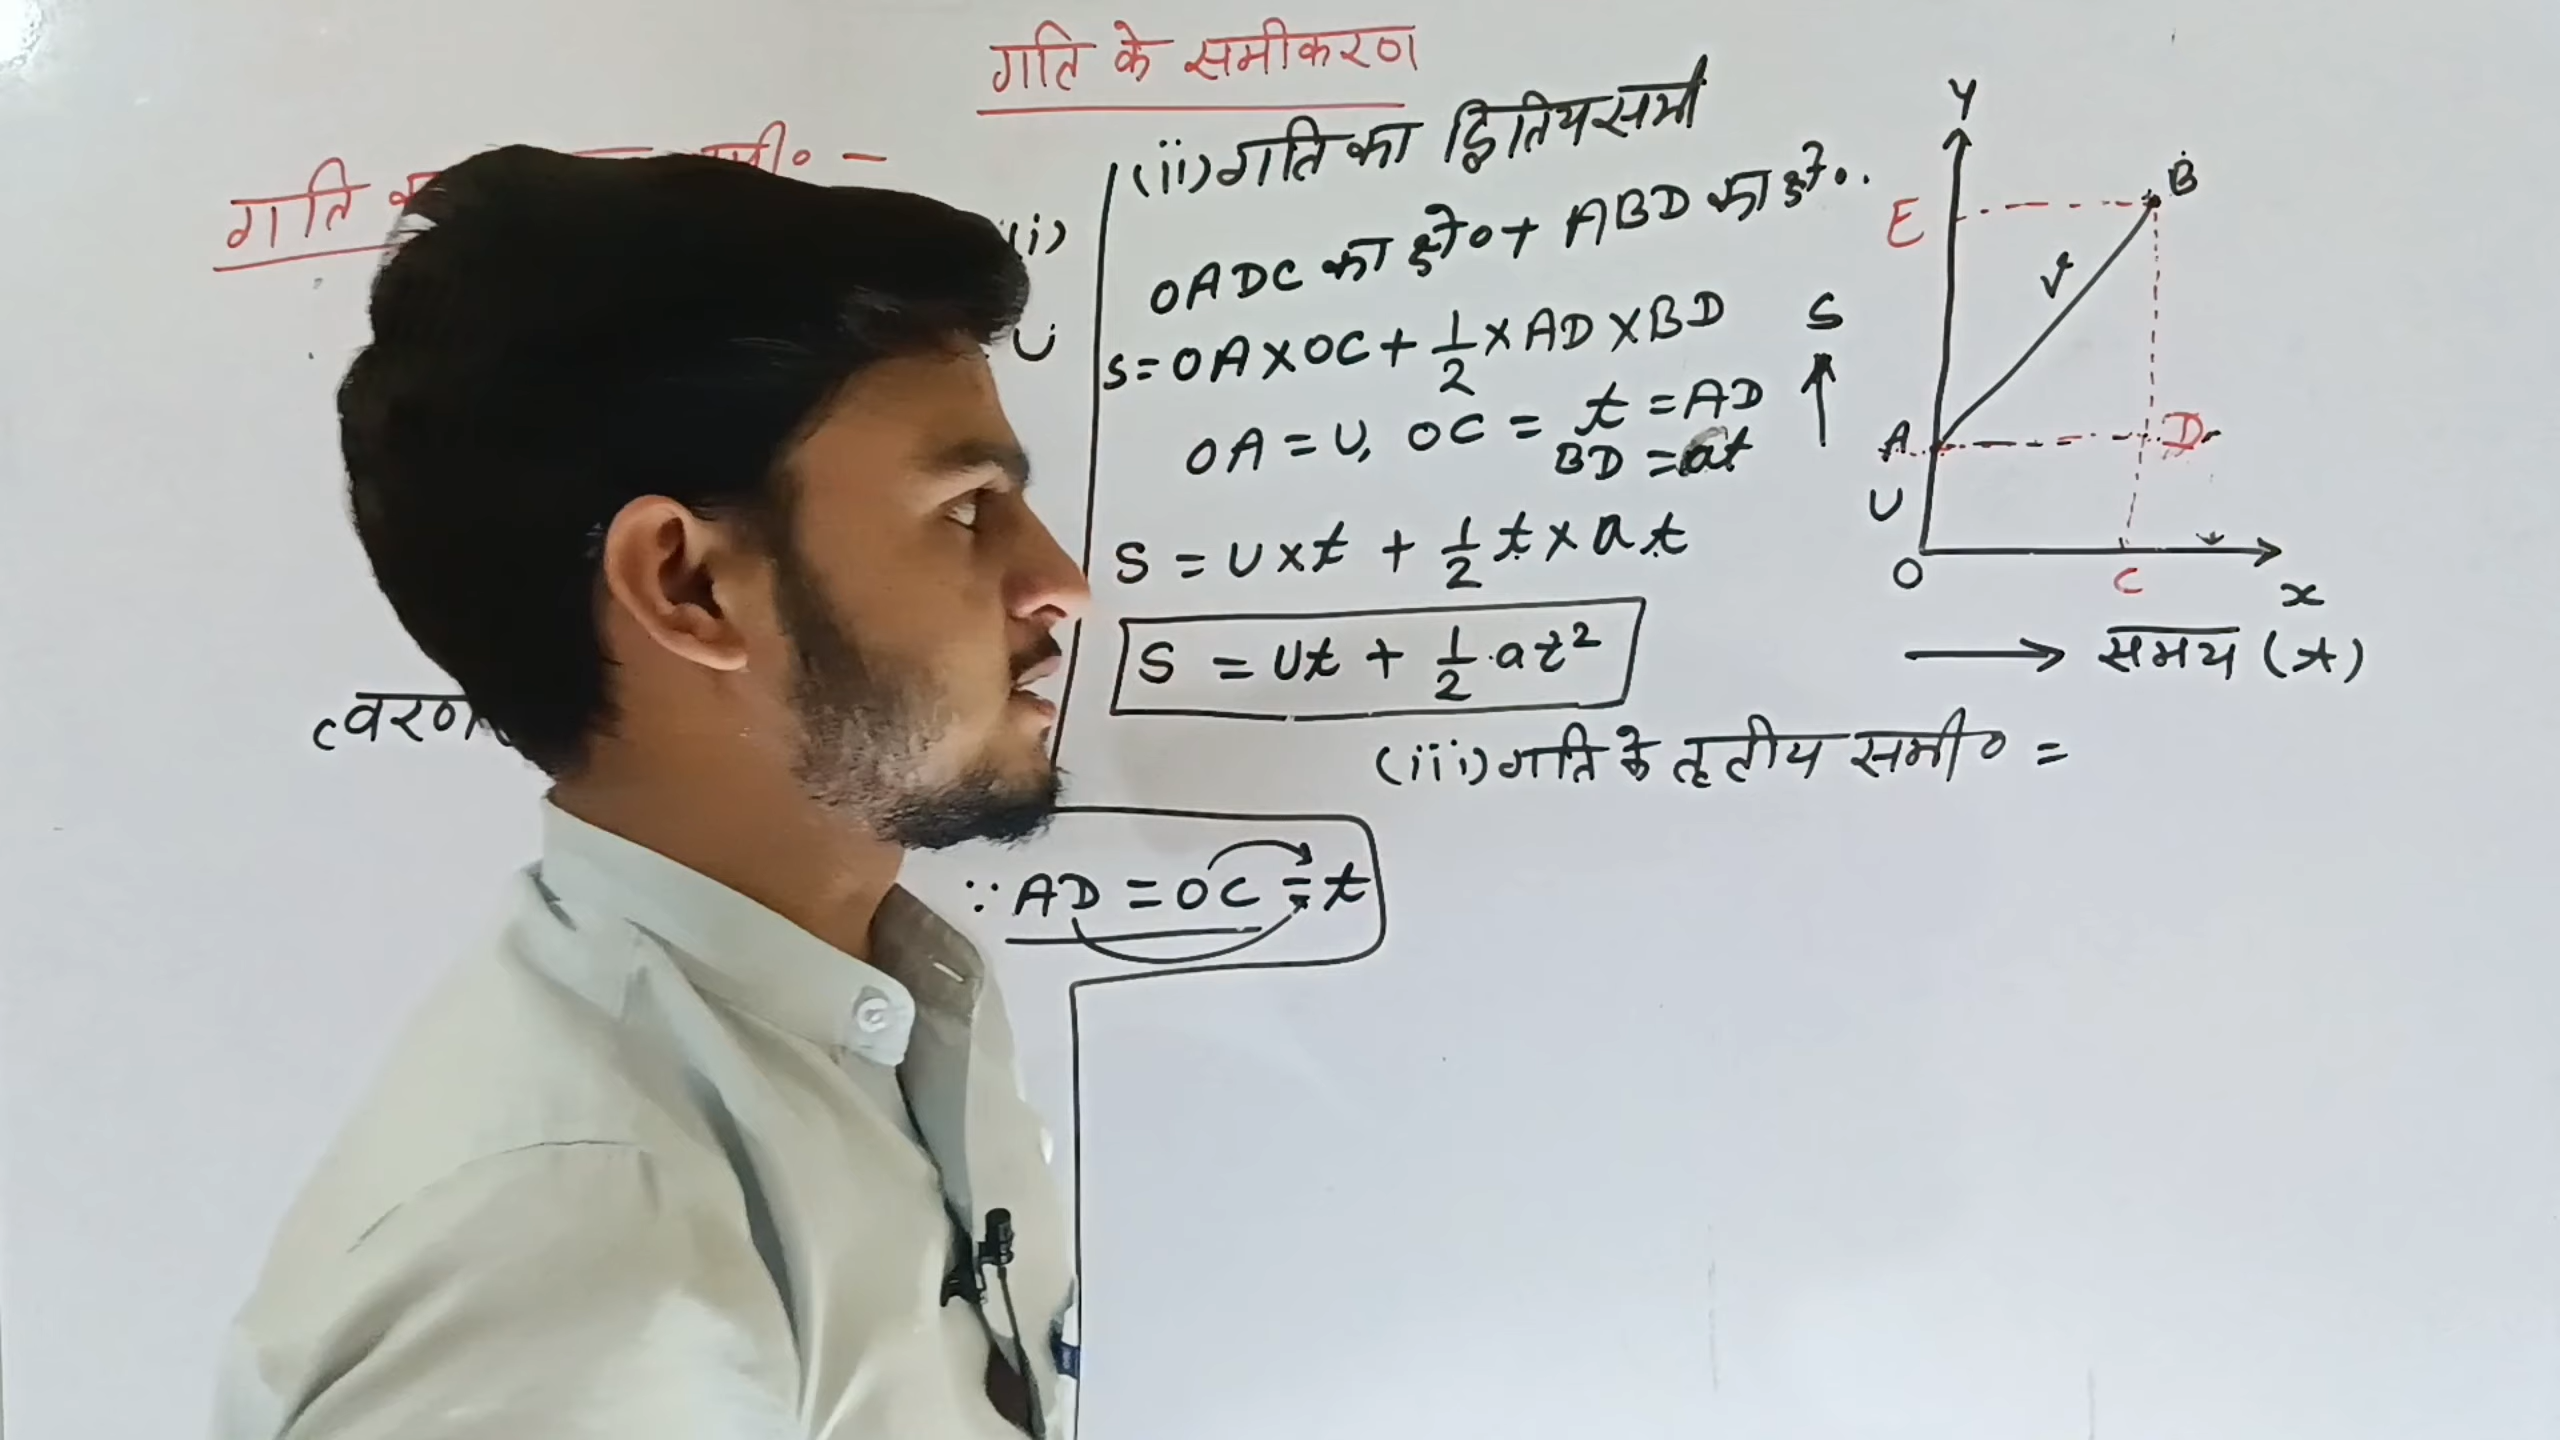 गति के समीकरण
गति
(i)
U
त्वरण
(ii) गति का द्वितिय समी
OADC का क्षे० + ABD का क्षे०.
S = OA × OC + 1/2 × AD × BD
OA = U, OC = t = AD
BD = at
S = U × t + 1/2 t × a t
S = Ut + 1/2 at²
(iii) गति के तृतीय समी० =
∵ AD = OC = t
Y
B
E
V
S
A
D
U
O
C
x
समय (t)